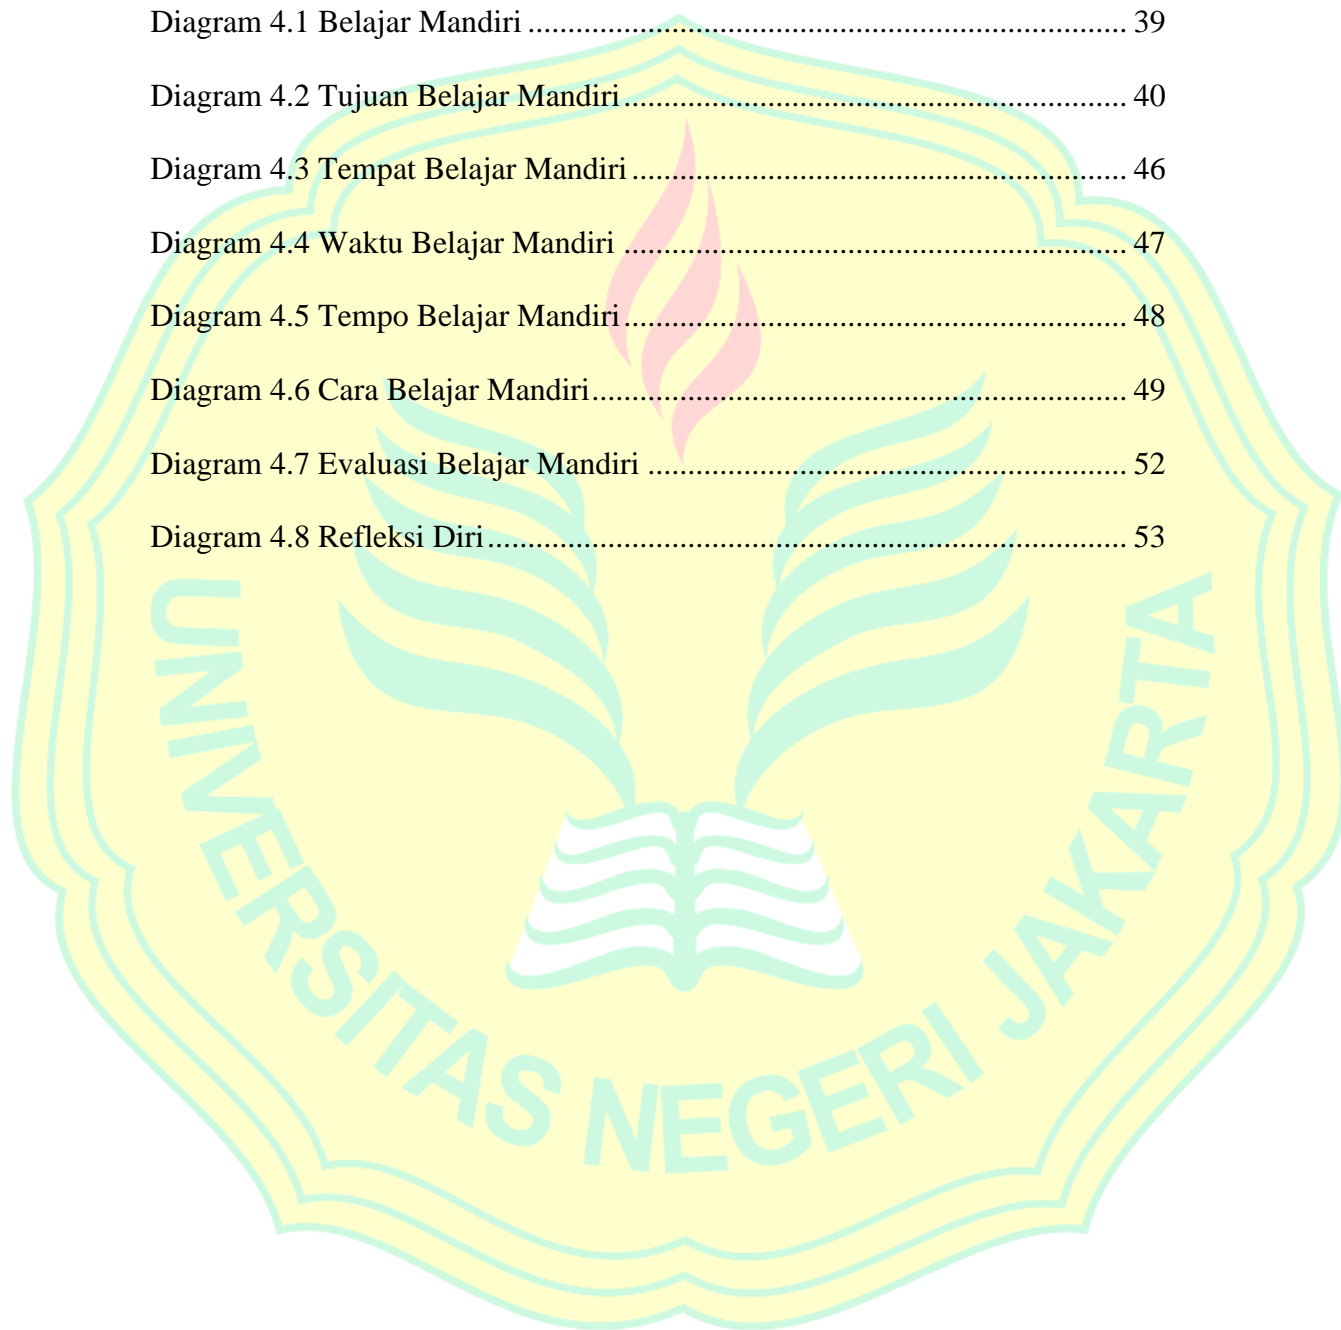 Diagram 4.1 Belajar Mandiri ........................................................................... 39
Diagram 4.2 Tujuan Belajar Mandiri ............................................................... 40
Diagram 4.3 Tempat Belajar Mandiri .............................................................. 46
Diagram 4.4 Waktu Belajar Mandiri ............................................................... 47
Diagram 4.5 Tempo Belajar Mandiri ............................................................... 48
Diagram 4.6 Cara Belajar Mandiri ................................................................... 49
Diagram 4.7 Evaluasi Belajar Mandiri ............................................................ 52
Diagram 4.8 Refleksi Diri ................................................................................ 53
UNIVERSITAS NEGERI JAKARTA